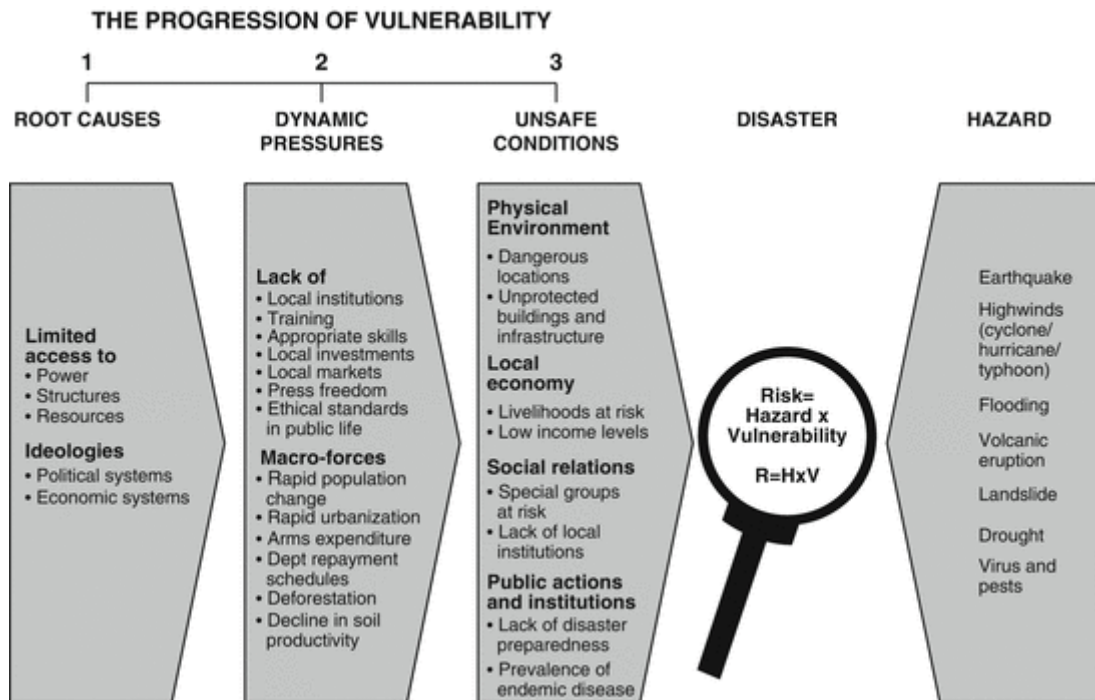 THE PROGRESSION OF VULNERABILITY
1
2
3
ROOT CAUSES
DYNAMIC
PRESSURES
UNSAFE
CONDITIONS
DISASTER
HAZARD
Limited
access to
• Power
• Structures
• Resources
Ideologies
• Political systems
• Economic systems
Lack of
• Local institutions
• Training
• Appropriate skills
• Local investments
• Local markets
• Press freedom
• Ethical standards
in public life
Macro-forces
• Rapid population
change
• Rapid urbanization
• Arms expenditure
• Dept repayment
schedules
• Deforestation
• Decline in soil
productivity
Physical
Environment
• Dangerous
locations
• Unprotected
buildings and
infrastructure
Local
economy
• Livelihoods at risk
• Low income levels
Social relations
• Special groups
at risk
• Lack of local
institutions
Public actions
and institutions
• Lack of disaster
preparedness
• Prevalence of
endemic disease
Risk=
Hazard x
Vulnerability
R=HxV
Earthquake
Highwinds
(cyclone/
hurricane/
typhoon)
Flooding
Volcanic
eruption
Landslide
Drought
Virus and
pests